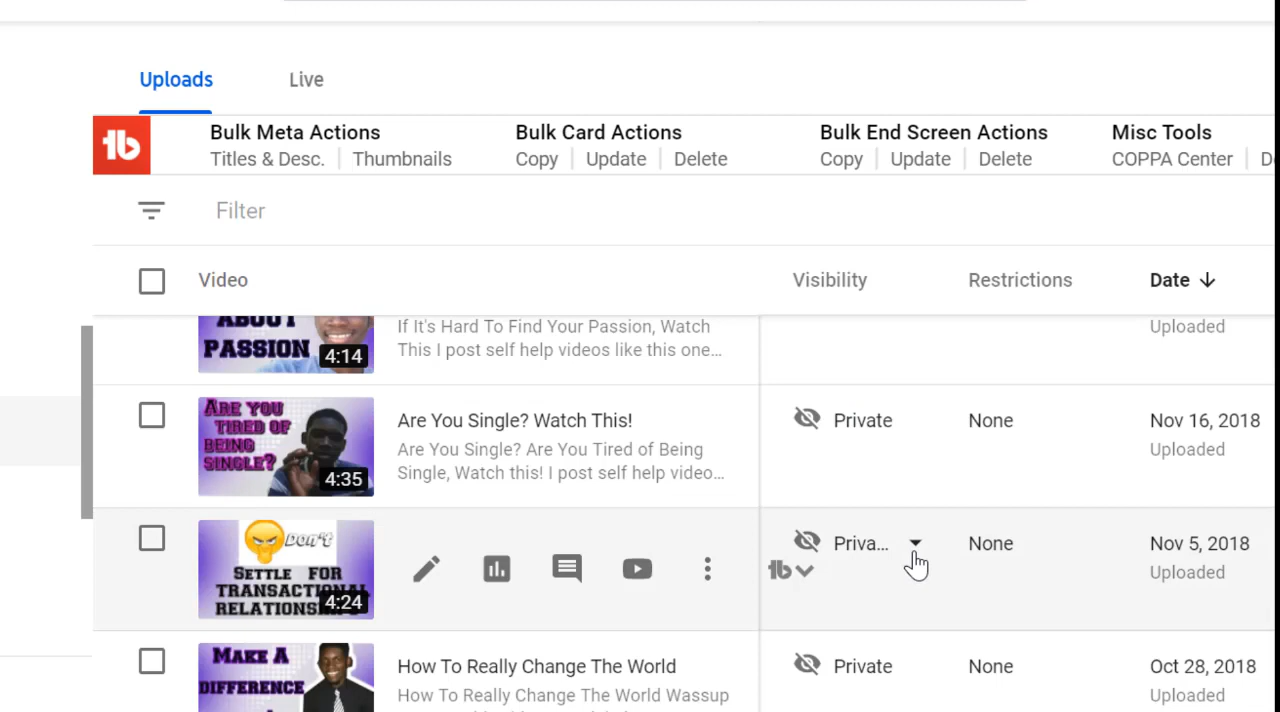 Uploads Live
tb Bulk Meta Actions Bulk Card Actions Bulk End Screen Actions Misc Tools
Titles & Desc. Thumbnails Copy Update Delete Copy Update Delete COPPA Center
Filter
Video Visibility Restrictions Date
ABOUT
PASSION
4:14
If It's Hard To Find Your Passion, Watch
This I post self help videos like this one...
Uploaded
ARE YOU
TIRED OF
BEING
SINGLE?
4:35
Are You Single? Watch This!
Are You Single? Are You Tired of Being
Single, Watch this! I post self help video...
Private None Nov 16, 2018
Uploaded
Don't
SETTLE FOR
TRANSACTIONAL
4:24
tb
Priva... None Nov 5, 2018
Uploaded
MAKE A
DIFFERENCE
How To Really Change The World
How To Really Change The World Wassup
Private None Oct 28, 2018
Uploaded